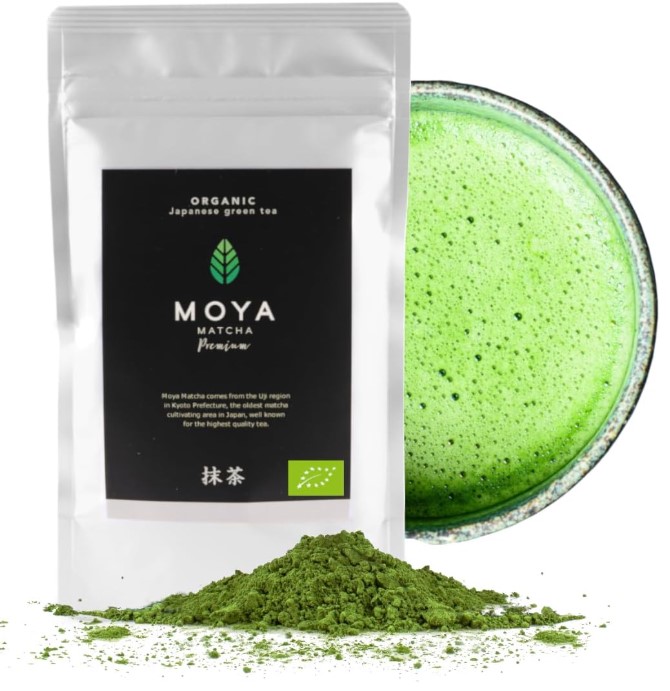 ORGANIC
Japanese green tea
MOYA
MATCHA
Premium
Moya Matcha comes from the Uji region
in Kyoto Prefecture, the oldest matcha
cultivating area in Japan, well known
for the highest quality tea.
抹茶